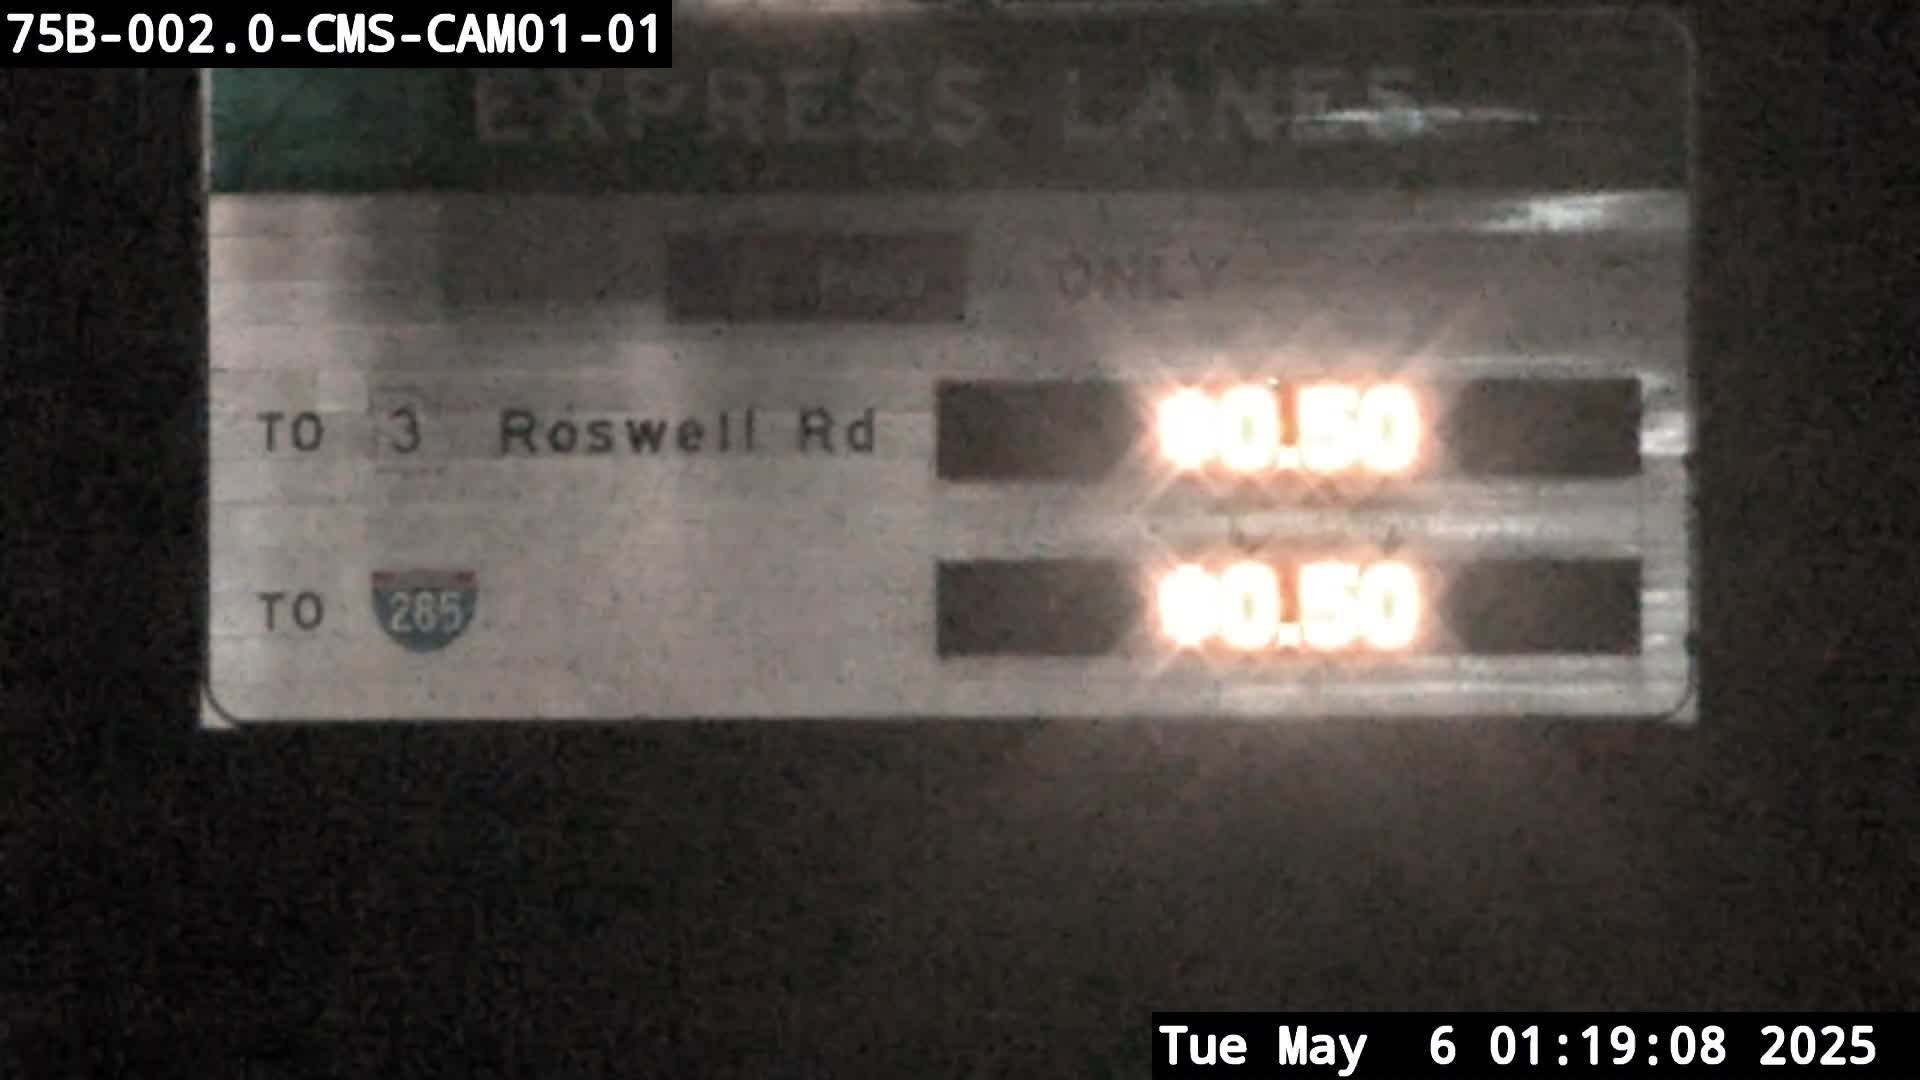 75B-002.0-CMS-CAM01-01
EXPRESS LANES
Pass ONLY
TO 3 Roswell Rd $0.50
TO 285 $0.50
Tue May 6 01:19:08 2025